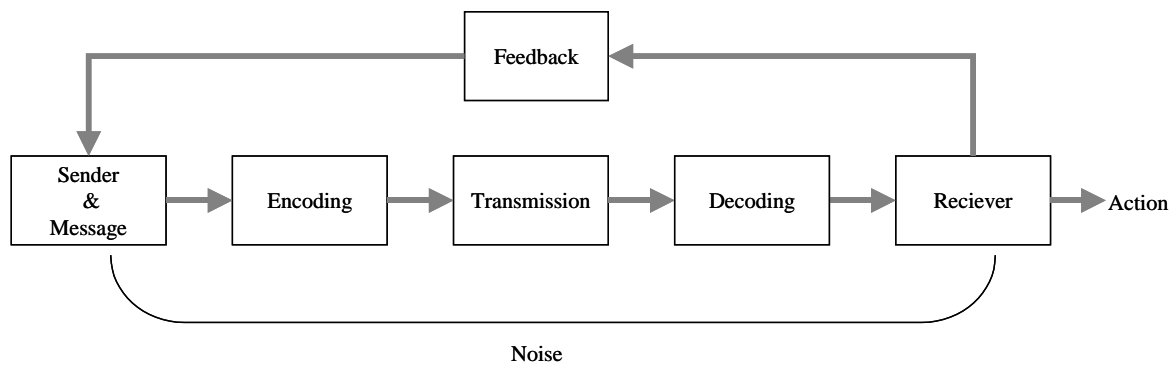 Feedback
Sender
&
Message
Encoding
Transmission
Decoding
Reciever
Action
Noise